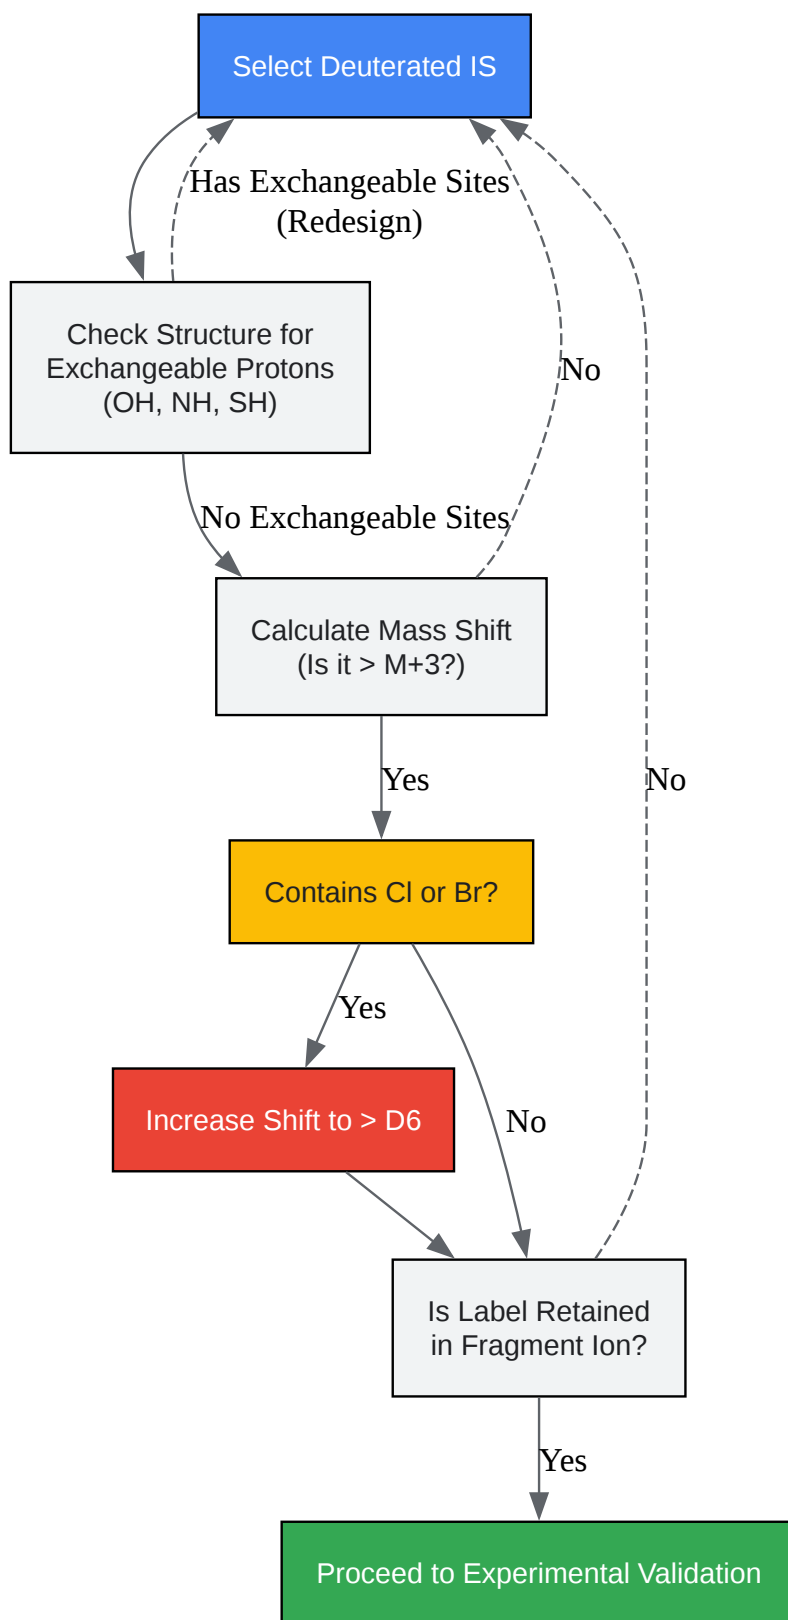 Select Deuterated IS
Has Exchangeable Sites
(Redesign)
Check Structure for
Exchangeable Protons
(OH, NH, SH)
No
No Exchangeable Sites
Calculate Mass Shift
(Is it > M+3?)
Yes
No
Contains Cl or Br?
Yes
Increase Shift to > D6
No
Is Label Retained
in Fragment Ion?
Yes
Proceed to Experimental Validation